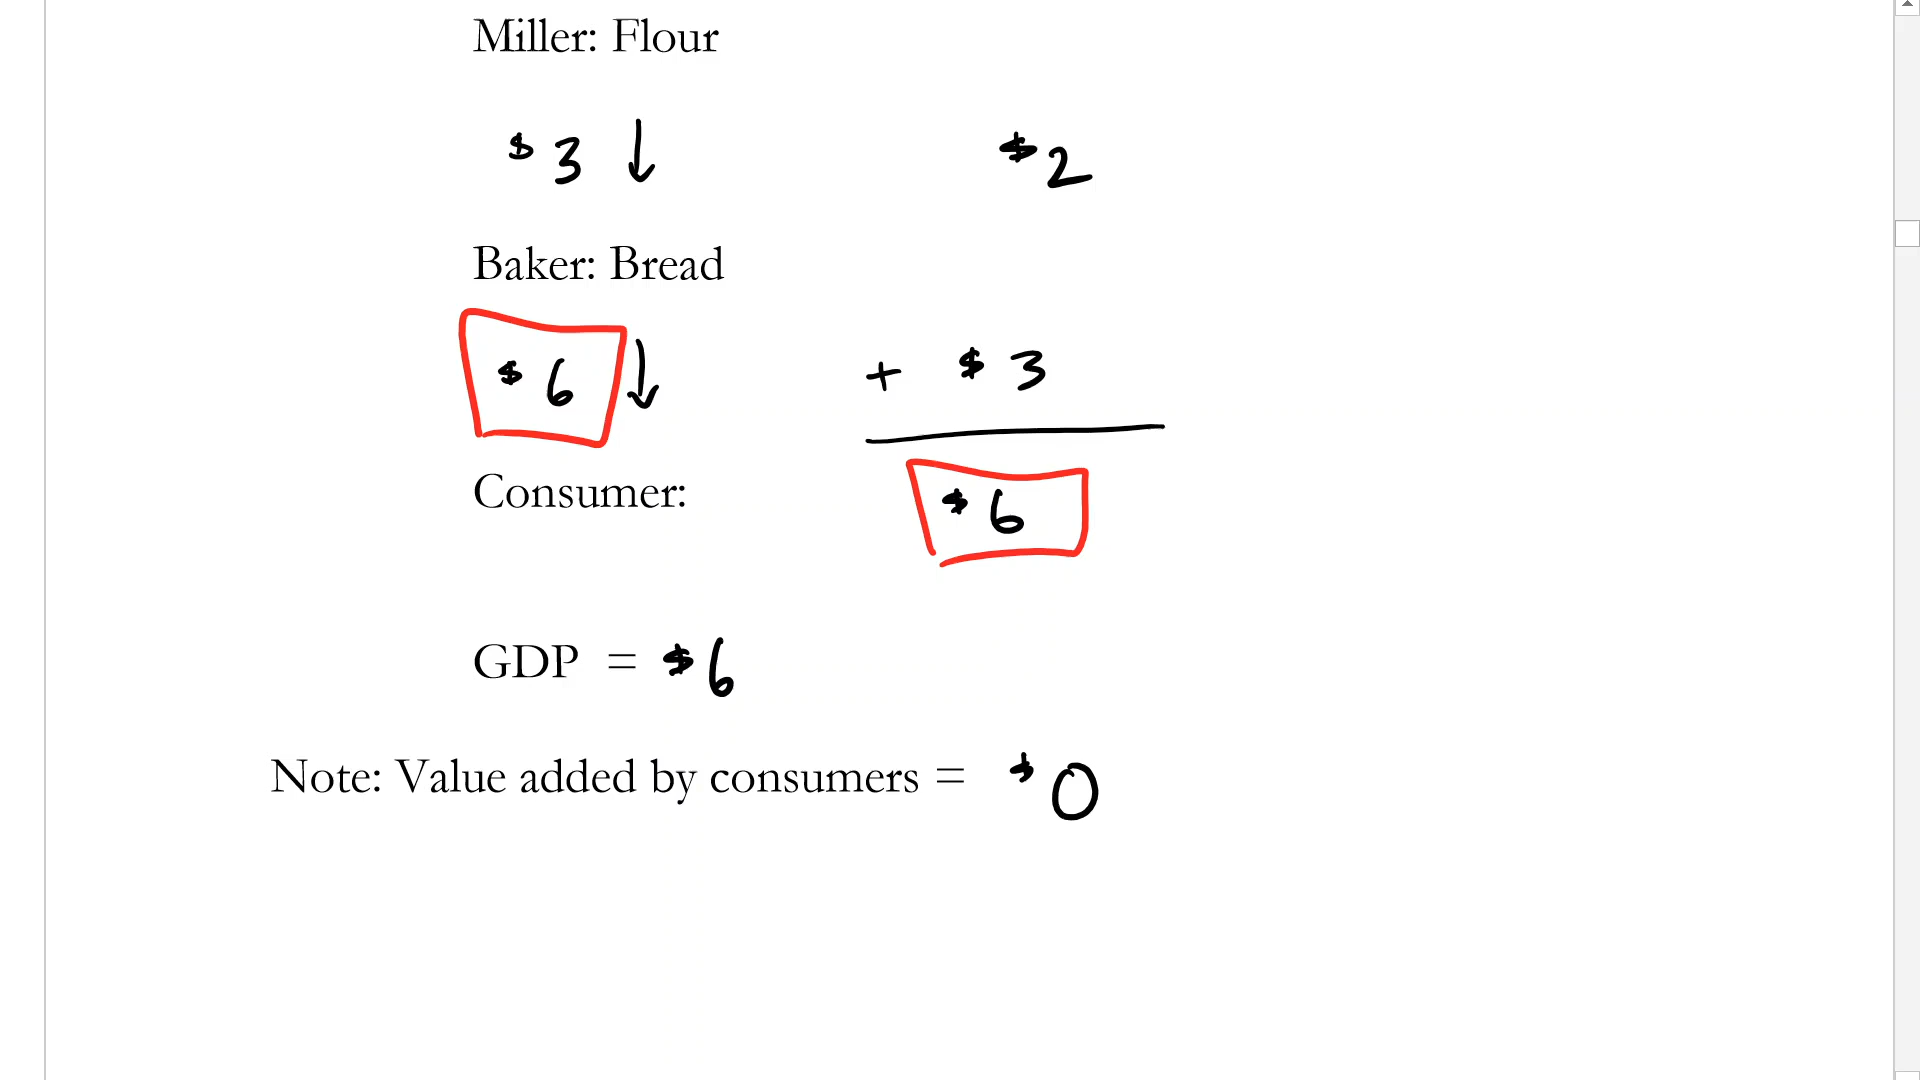 Miller: Flour
$3 ↓ $2
Baker: Bread
$6 ↓ + $3
Consumer: $6
GDP = $6
Note: Value added by consumers = $0